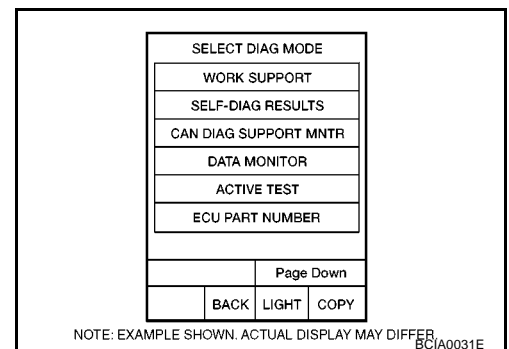 SELECT DIAG MODE
WORK SUPPORT
SELF-DIAG RESULTS
CAN DIAG SUPPORT MNTR
DATA MONITOR
ACTIVE TEST
ECU PART NUMBER
Page Down
BACK LIGHT COPY
NOTE: EXAMPLE SHOWN. ACTUAL DISPLAY MAY DIFFER.
BCIA0031E